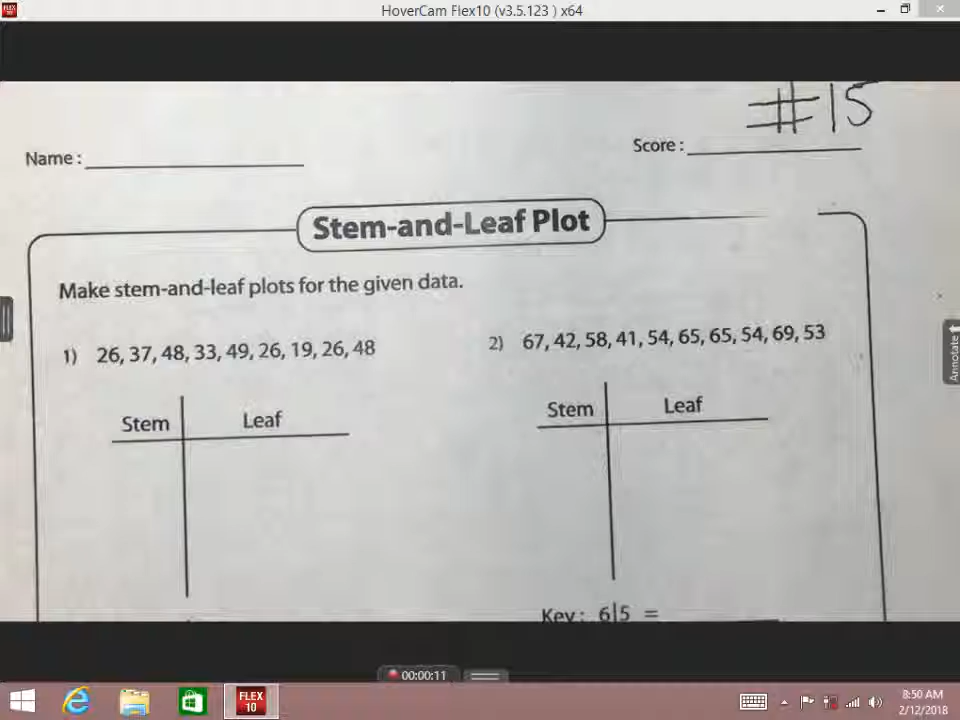 FLEX 10
HoverCam Flex10 (v3.5.123 ) x64
#15
Name :
Score :
Stem-and-Leaf Plot
Make stem-and-leaf plots for the given data.
1) 26, 37, 48, 33, 49, 26, 19, 26, 48
2) 67, 42, 58, 41, 54, 65, 65, 54, 69, 53
Stem Leaf
Stem Leaf
Key : 6|5 =
Annotate
00:00:11
FLEX 10
8:50 AM
2/12/2018